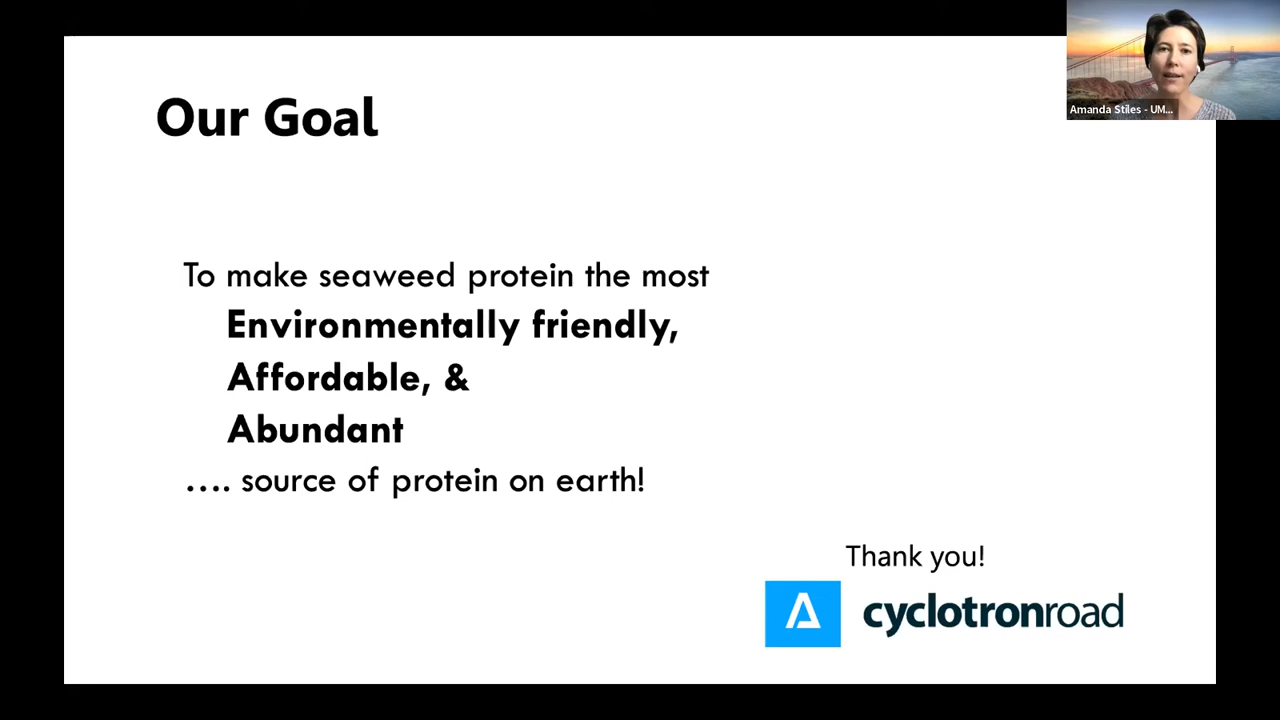 Our Goal
To make seaweed protein the most
Environmentally friendly,
Affordable, &
Abundant
.... source of protein on earth!
Thank you!
cyclotronroad
Amanda Stiles - UM...